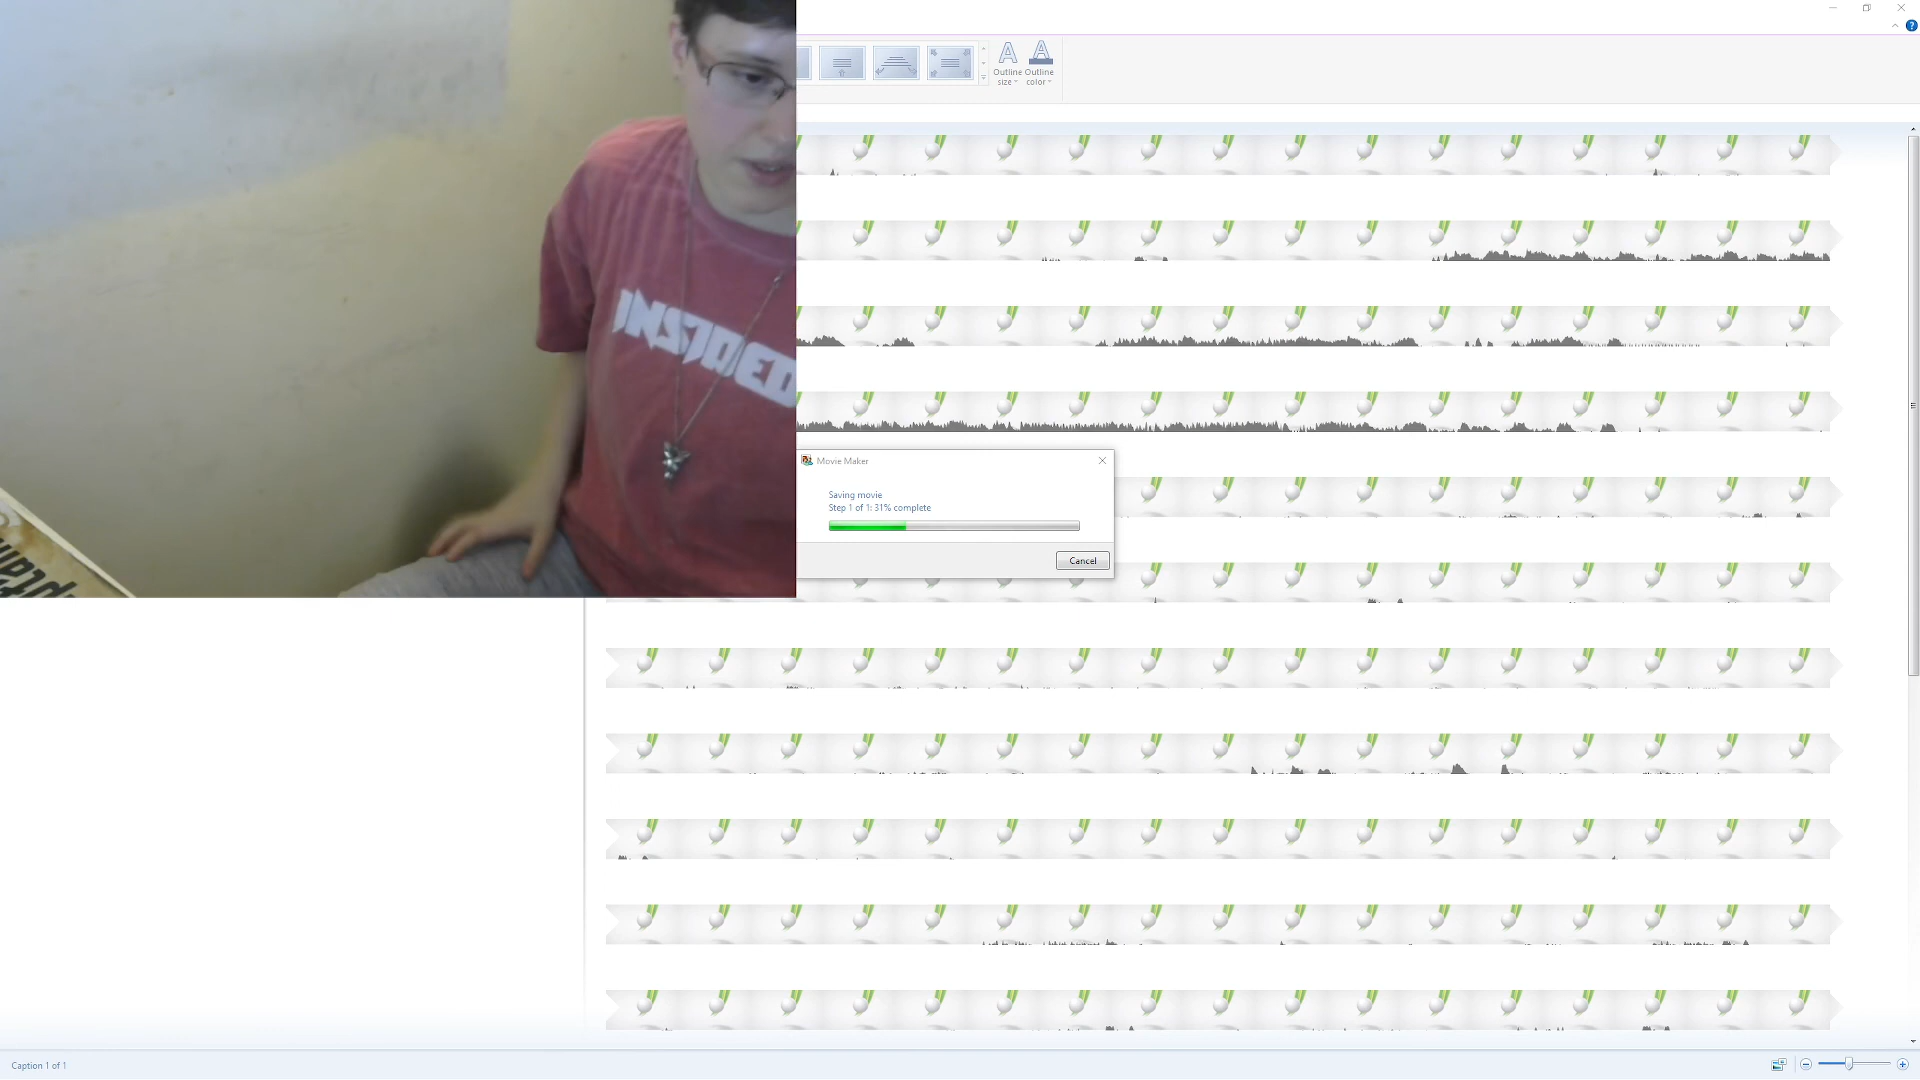 Outline Outline
size color
INSIDED
Movie Maker
Saving movie
Step 1 of 1: 31% complete
Cancel
Caption 1 of 1